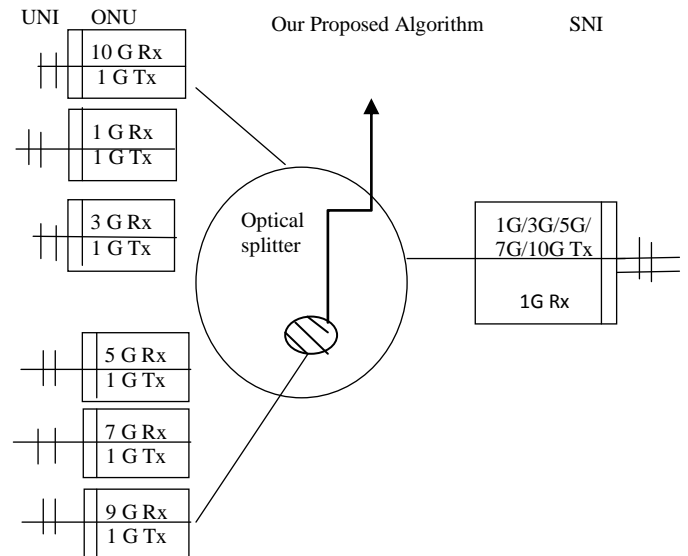 UNI ONU Our Proposed Algorithm SNI
10 G Rx
1 G Tx
1 G Rx
1 G Tx
3 G Rx
1 G Tx
Optical
splitter
1G/3G/5G/
7G/10G Tx
1G Rx
5 G Rx
1 G Tx
7 G Rx
1 G Tx
9 G Rx
1 G Tx